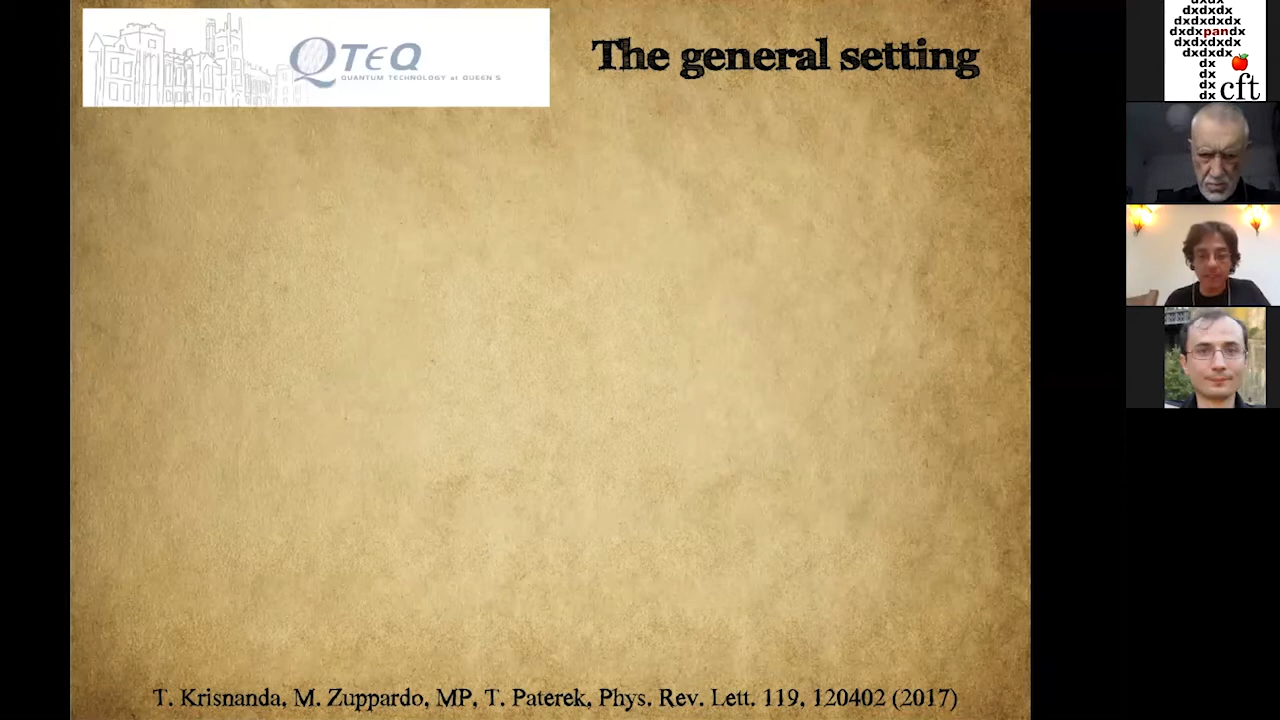 QTEQ
QUANTUM TECHNOLOGY at QUEEN'S
The general setting
T. Krisnanda, M. Zuppardo, MP, T. Paterek, Phys. Rev. Lett. 119, 120402 (2017)
dxdx
dxdxdx
dxdxdxdx
dxdxpandx
dxdxdxdx
dxdxdx
dx
dx
dx
dx
cft